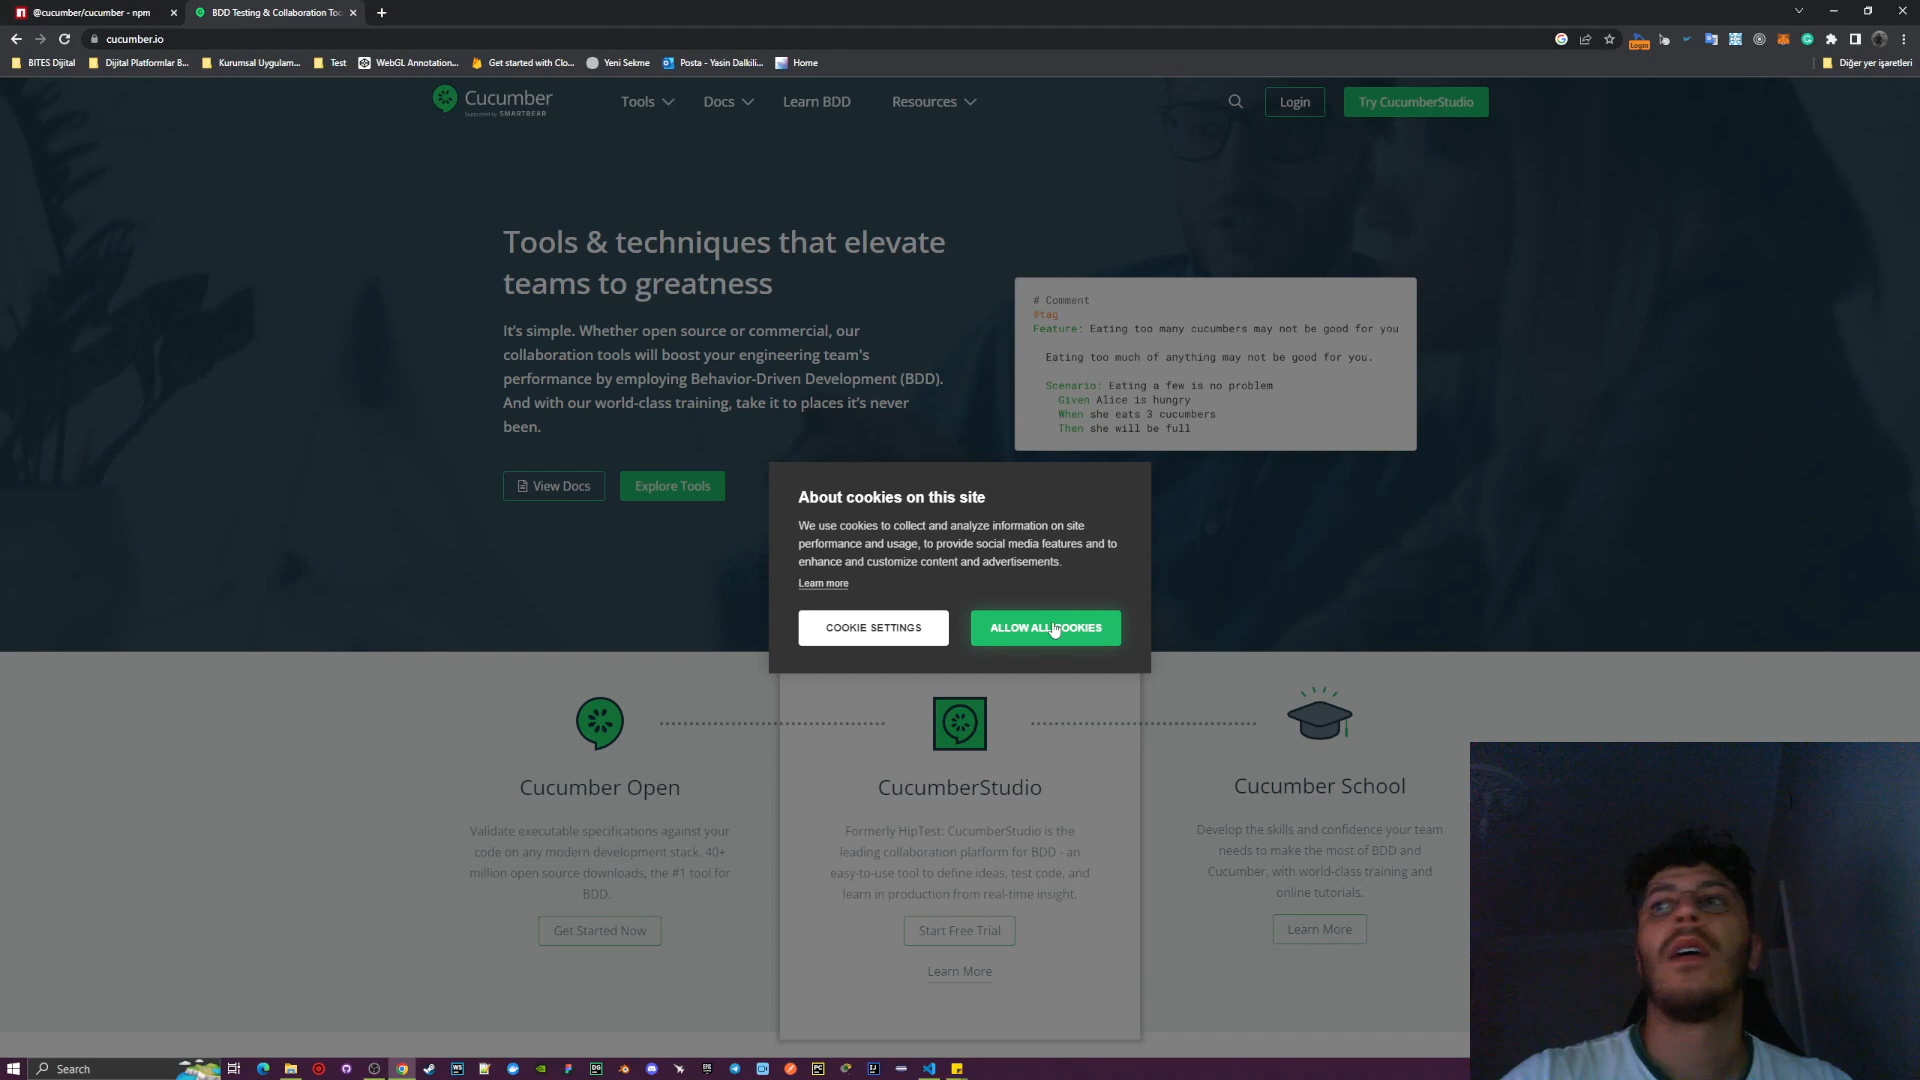 @cucumber/cucumber - npm
BDD Testing & Collaboration Too
cucumber.io
Login
BITES Dijital
Dijital Platformlar B...
Kurumsal Uygulam...
Test
WebGL Annotation...
Get started with Clo...
Yeni Sekme
Posta - Yasin Dalkili...
Home
Diğer yer işaretleri
Cucumber
Supported by SMARTBEAR
Tools
Docs
Learn BDD
Resources
Login
Try CucumberStudio
Tools & techniques that elevate
teams to greatness
It's simple. Whether open source or commercial, our
collaboration tools will boost your engineering team's
performance by employing Behavior-Driven Development (BDD).
And with our world-class training, take it to places it's never
been.
View Docs
Explore Tools
# Comment
@tag
Feature: Eating too many cucumbers may not be good for you
Eating too much of anything may not be good for you.
Scenario: Eating a few is no problem
Given Alice is hungry
When she eats 3 cucumbers
Then she will be full
About cookies on this site
We use cookies to collect and analyze information on site
performance and usage, to provide social media features and to
enhance and customize content and advertisements.
Learn more
COOKIE SETTINGS
ALLOW ALL COOKIES
Cucumber Open
Validate executable specifications against your
code on any modern development stack. 40+
million open source downloads, the #1 tool for
BDD.
Get Started Now
CucumberStudio
Formerly HipTest: CucumberStudio is the
leading collaboration platform for BDD - an
easy-to-use tool to define ideas, test code, and
learn in production from real-time insight.
Start Free Trial
Learn More
Cucumber School
Develop the skills and confidence your team
needs to make the most of BDD and
Cucumber, with world-class training and
online tutorials.
Learn More
Search